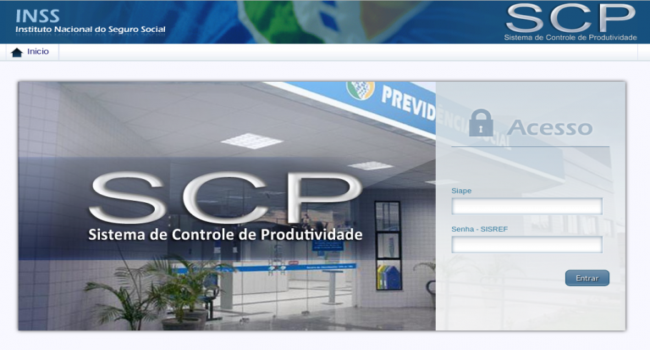 INSS
Instituto Nacional do Seguro Social
SCP
Sistema de Controle de Produtividade
Inicio
PREVIDÊNCIA SOCIAL
Acesso
SCP
Sistema de Controle de Produtividade
Siape
Senha - SISREF
Entrar